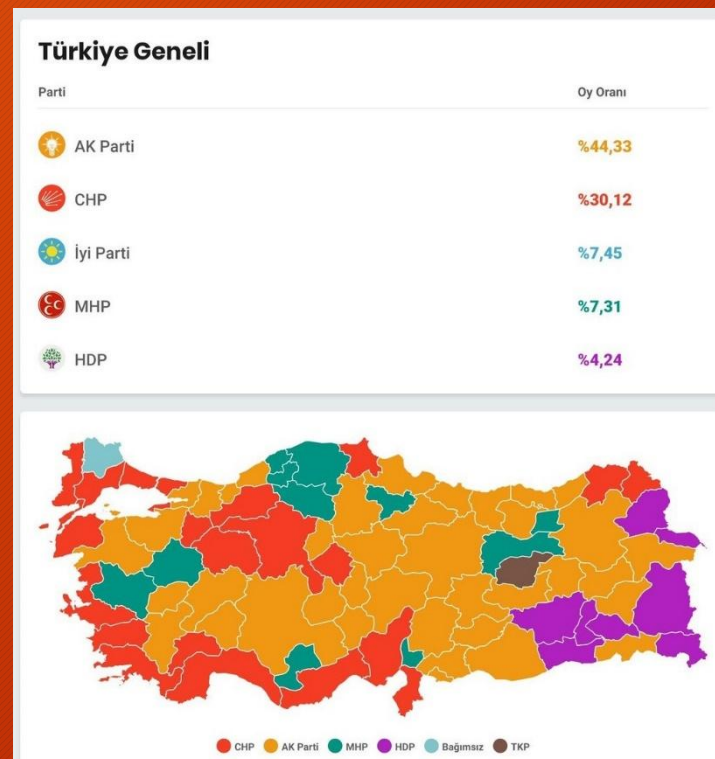 Türkiye Geneli
Parti Oy Oranı
AK Parti %44,33
CHP %30,12
İyi Parti %7,45
MHP %7,31
HDP %4,24
CHP AK Parti MHP HDP Bağımsız TKP